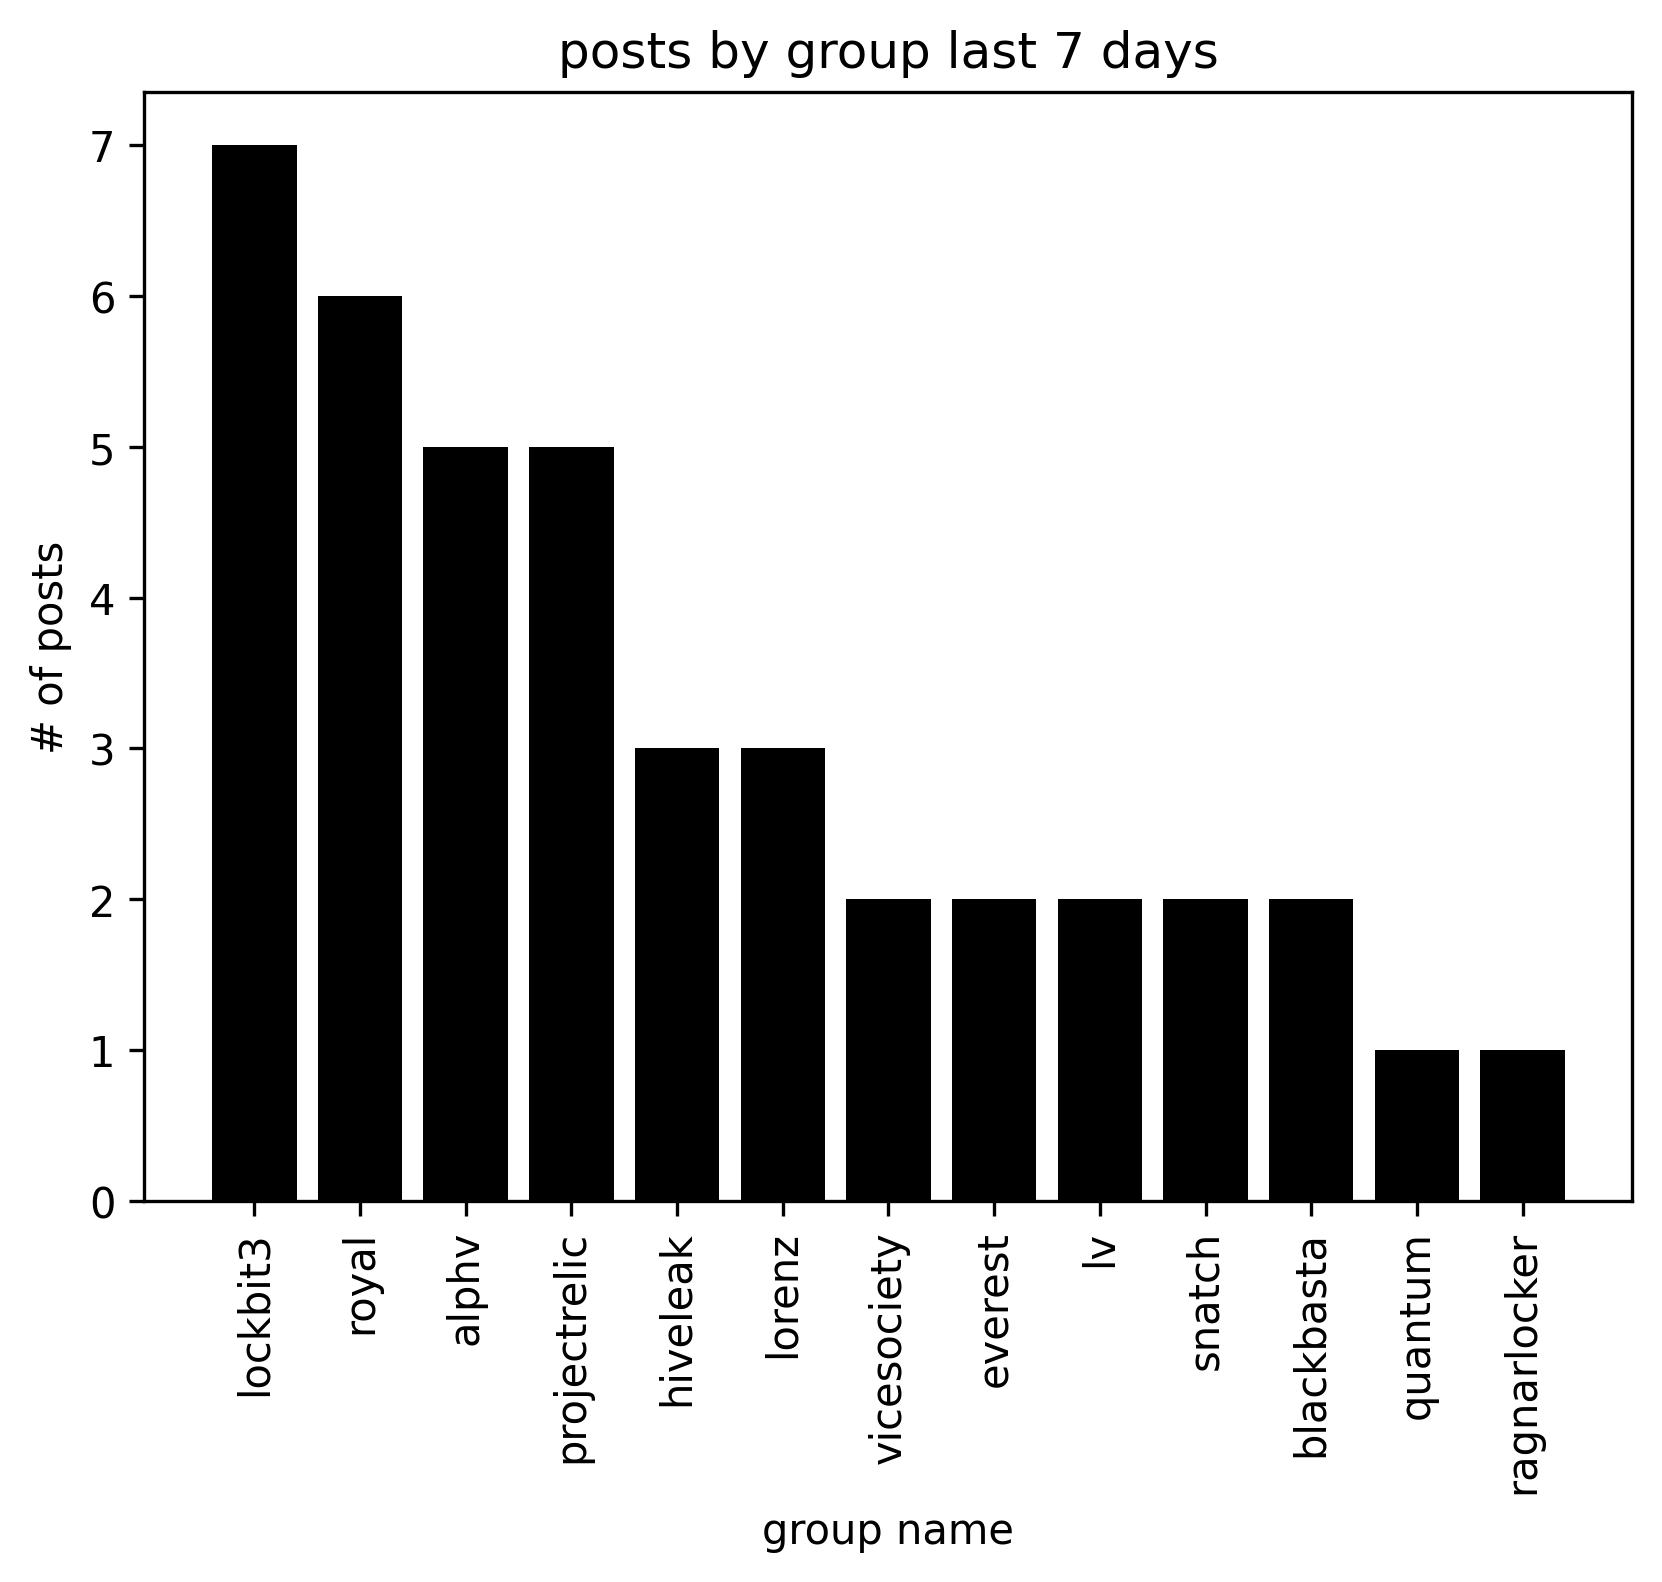 posts by group last 7 days
# of posts
7
6
5
4
3
2
1
0
lockbit3
royal
alphv
projectrelic
hiveleak
lorenz
vicesociety
everest
lv
snatch
blackbasta
quantum
ragnarlocker
group name